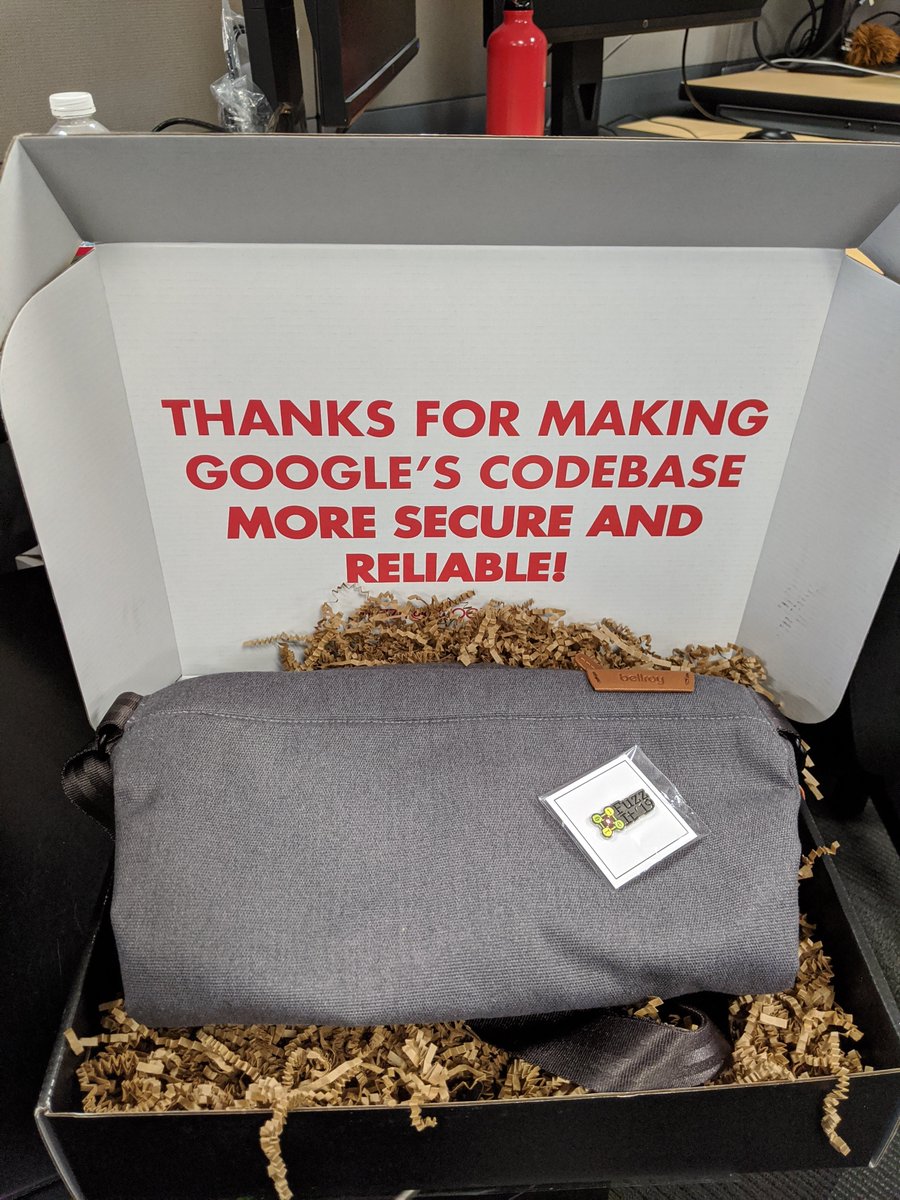 THANKS FOR MAKING
GOOGLE'S CODEBASE
MORE SECURE AND
RELIABLE!
bellroy
Fuzz
It'19